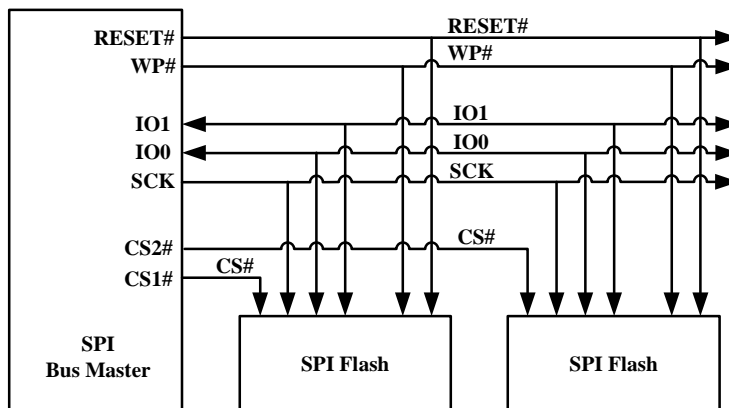 RESET#
RESET#
WP#
WP#
IO1
IO1
IO0
IO0
SCK
SCK
CS2#
CS#
CS1#
CS#
SPI
Bus Master
SPI Flash
SPI Flash